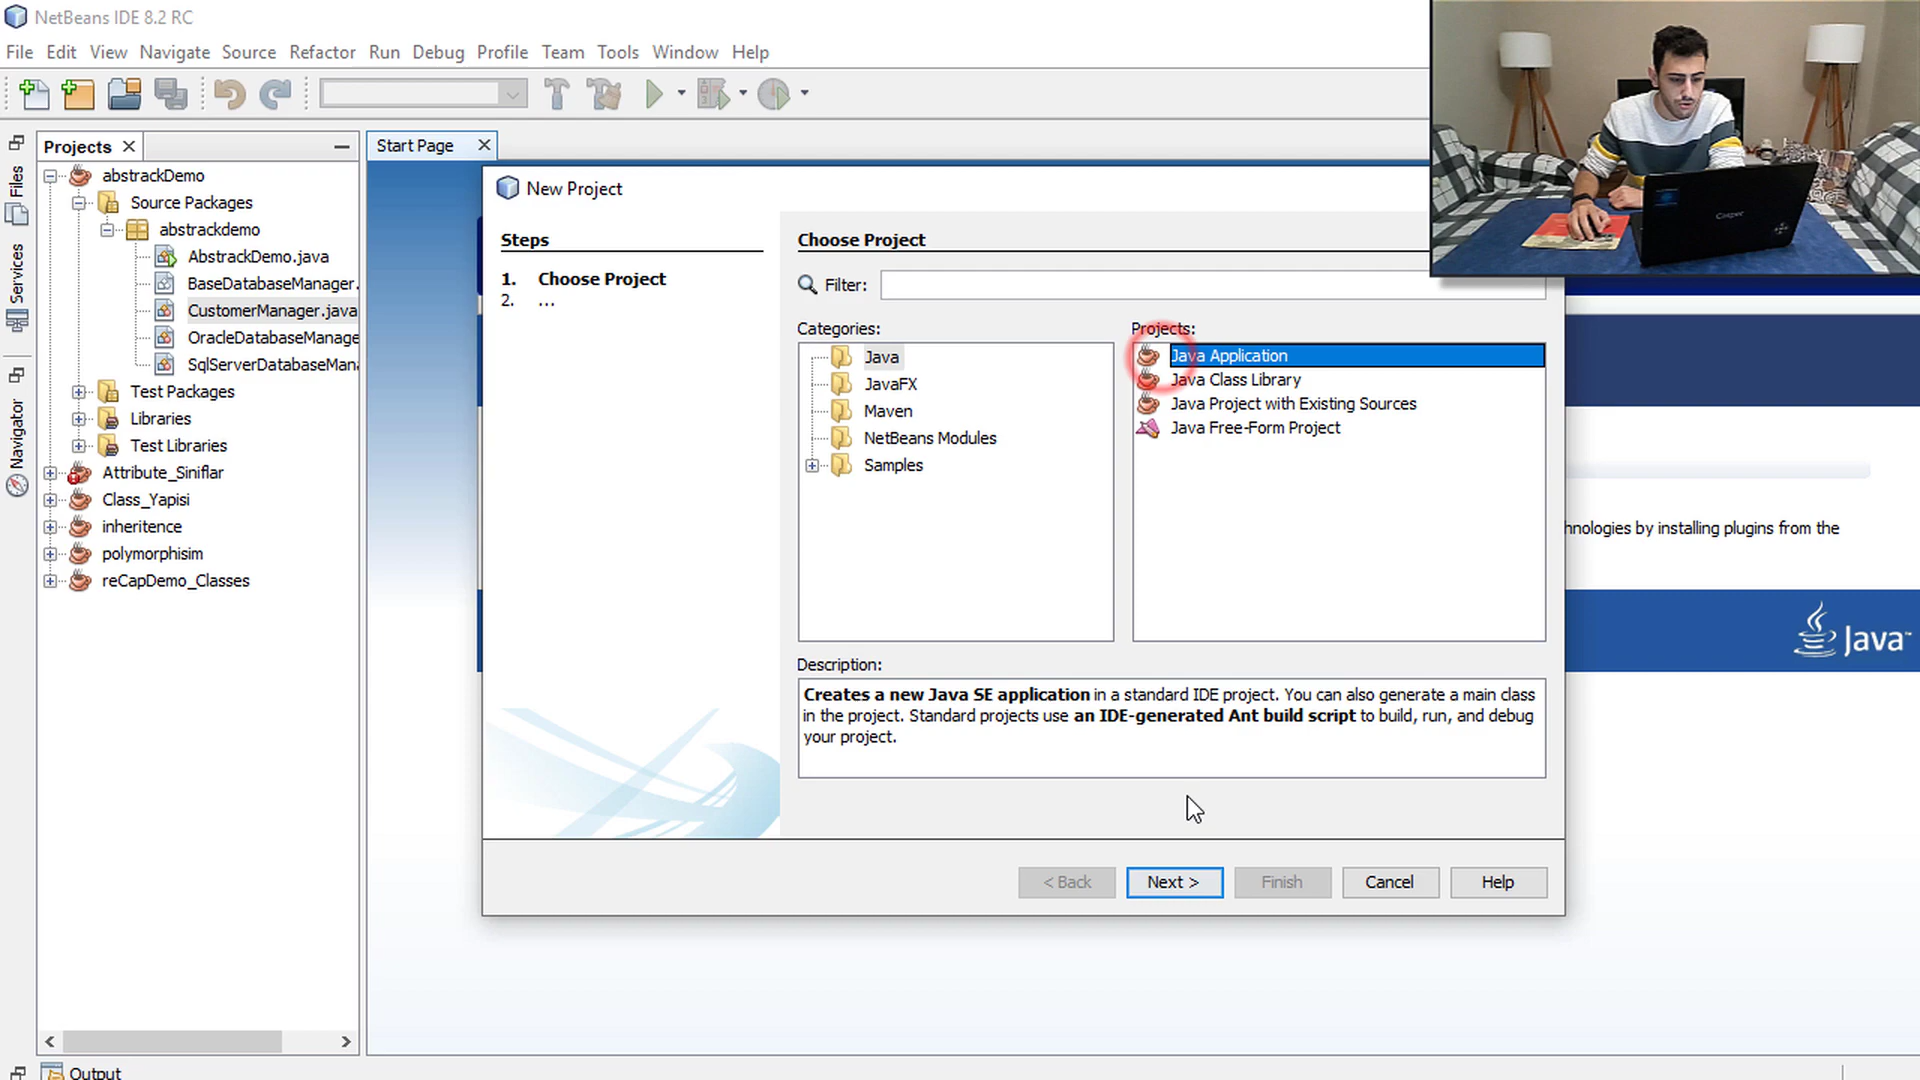 NetBeans IDE 8.2 RC
File Edit View Navigate Source Refactor Run Debug Profile Team Tools Window Help
Projects
Start Page
Files
Services
Navigator
abstrackDemo
Source Packages
abstrackdemo
AbstrackDemo.java
BaseDatabaseManager.
CustomerManager.java
OracleDatabaseManage
SqlServerDatabaseMan
Test Packages
Libraries
Test Libraries
Attribute_Siniflar
Class_Yapisi
inheritence
polymorphisim
reCapDemo_Classes
New Project
Steps
1. Choose Project
2. ...
Choose Project
Filter:
Categories:
Java
JavaFX
Maven
NetBeans Modules
Samples
Projects:
Java Application
Java Class Library
Java Project with Existing Sources
Java Free-Form Project
Description:
Creates a new Java SE application in a standard IDE project. You can also generate a main class
in the project. Standard projects use an IDE-generated Ant build script to build, run, and debug
your project.
< Back
Next >
Finish
Cancel
Help
hnologies by installing plugins from the
Java™
Casper
Output